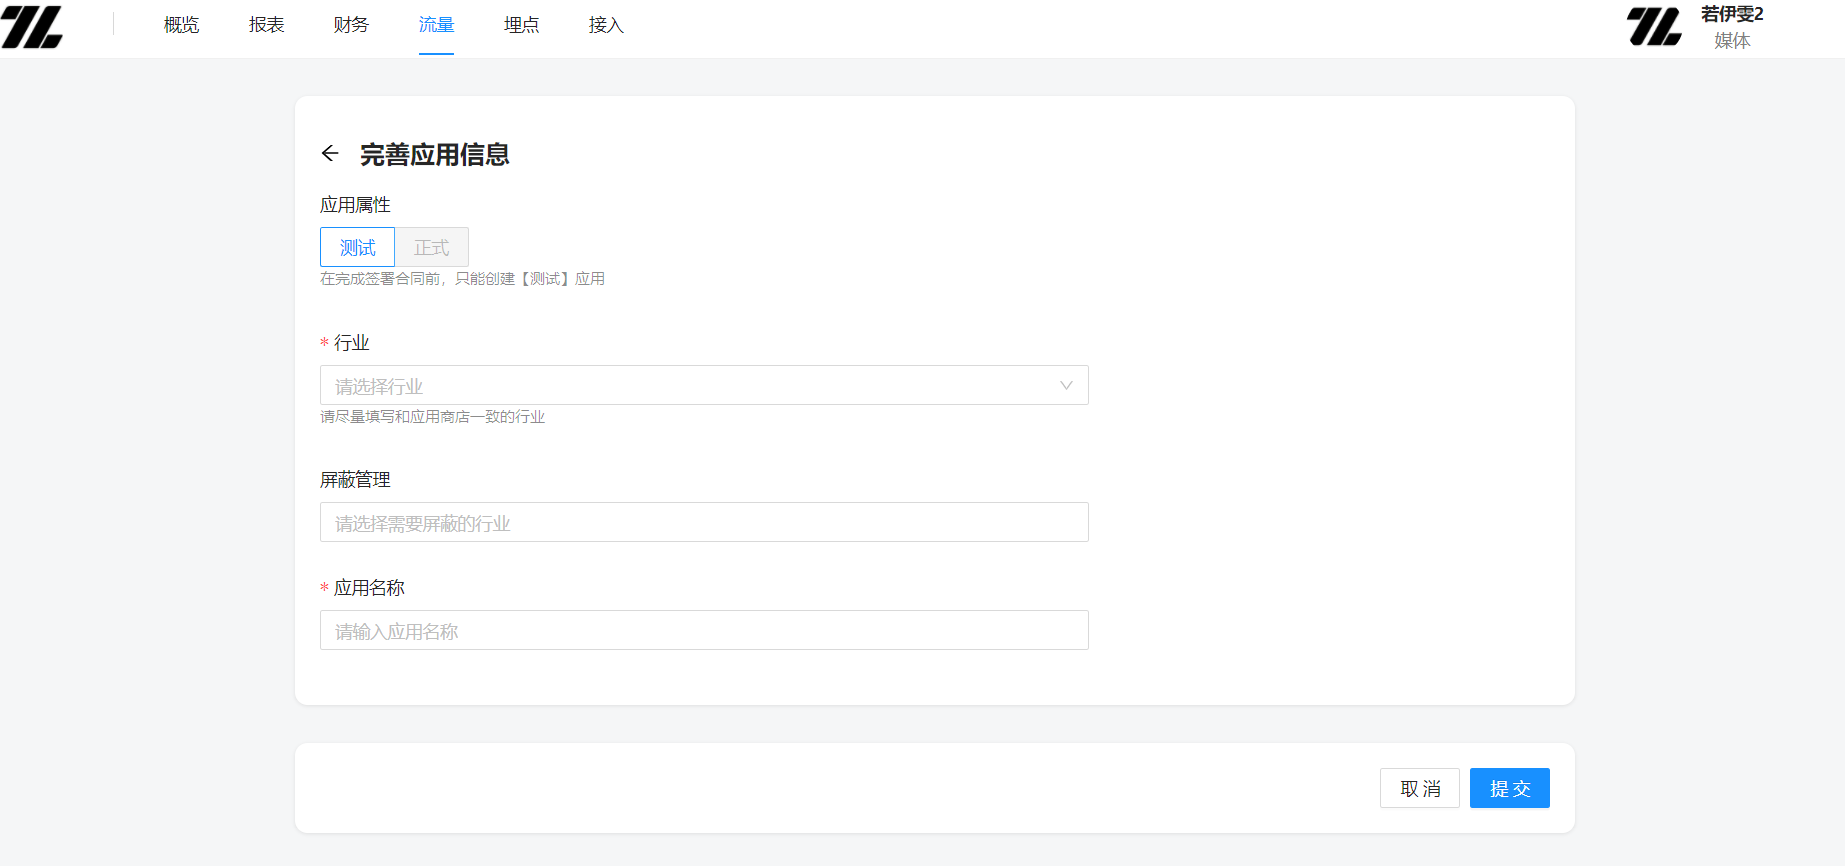 概览 报表 财务 流量 埋点 接入
若伊雯2
媒体
完善应用信息
应用属性
测试 正式
在完成签署合同前，只能创建【测试】应用
* 行业
请选择行业
请尽量填写和应用商店一致的行业
屏蔽管理
请选择需要屏蔽的行业
* 应用名称
请输入应用名称
取 消 提 交